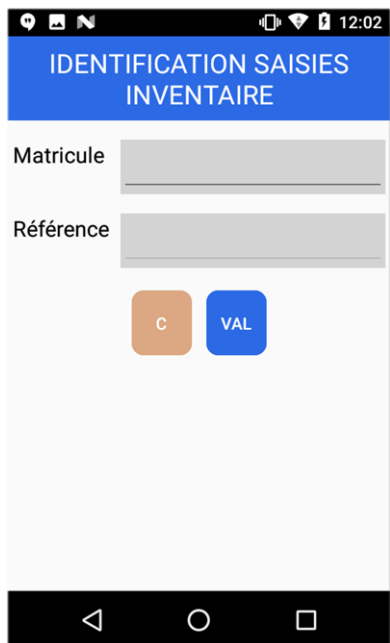 12:02
IDENTIFICATION SAISIES
INVENTAIRE
Matricule
Référence
C VAL